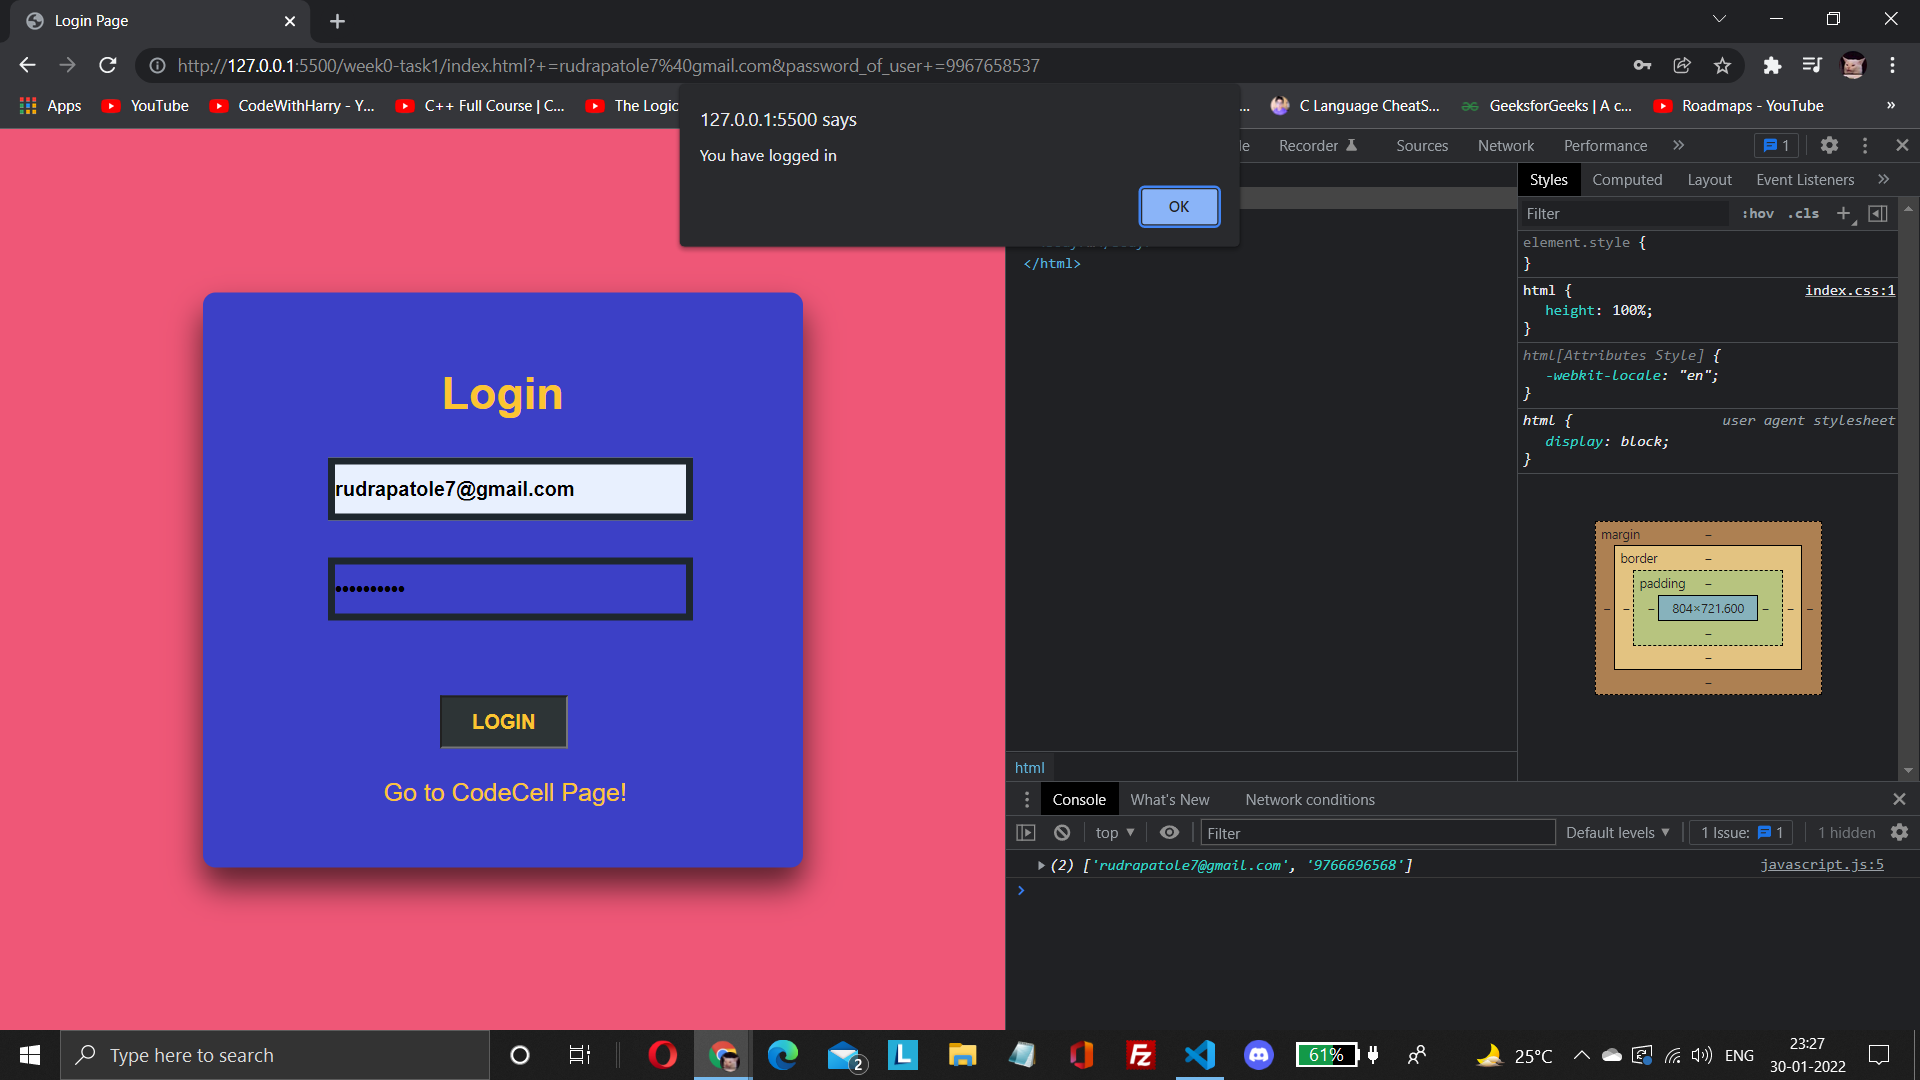 Login Page
http://127.0.0.1:5500/week0-task1/index.html?+=rudrapatole7%40gmail.com&password_of_user+=9967658537
Apps YouTube CodeWithHarry - Y... C++ Full Course | C... The Logic ... C Language CheatS... GeeksforGeeks | A c... Roadmaps - YouTube »
127.0.0.1:5500 says
You have logged in
OK
Recorder Sources Network Performance » 1
Styles Computed Layout Event Listeners »
Filter :hov .cls +
</html>
element.style {
}
html { index.css:1
height: 100%;
}
html[Attributes Style] {
-webkit-locale: "en";
}
html { user agent stylesheet
display: block;
}
margin –
border –
padding –
– – – 804×721.600 – – –
–
–
–
Login
rudrapatole7@gmail.com
••••••••••
LOGIN
Go to CodeCell Page!
html
Console What's New Network conditions
top ▼ Filter Default levels ▼ 1 Issue: 1 1 hidden
(2) ['rudrapatole7@gmail.com', '9766696568'] javascript.js:5
Type here to search
2
L
Fz
61%
25°C
ENG
23:27
30-01-2022